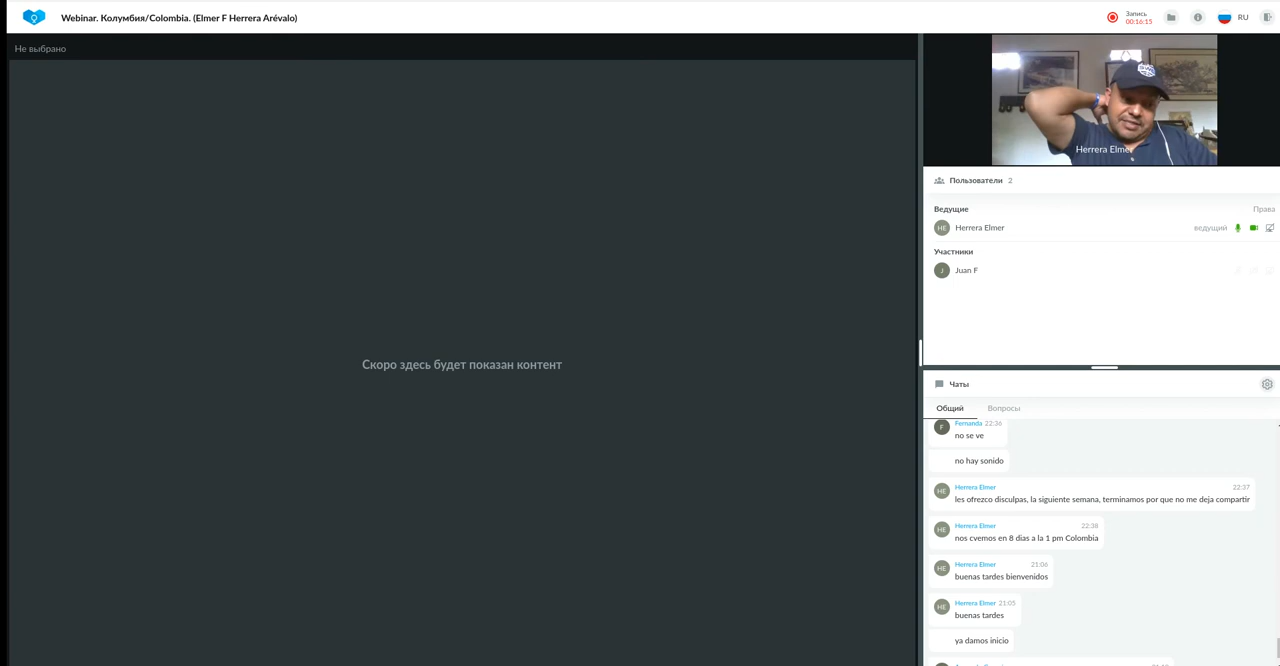 Webinar. Колумбия/Colombia. (Elmer F Herrera Arévalo)
Запись
00:16:15
RU
Не выбрано
Скоро здесь будет показан контент
Herrera Elmer
Пользователи 2
Ведущие Права
HE Herrera Elmer ведущий
Участники
J Juan F
Чаты
Общий Вопросы
F Fernanda 22:36
no se ve
no hay sonido
HE Herrera Elmer 22:37
les ofrezco disculpas, la siguiente semana, terminamos por que no me deja compartir
HE Herrera Elmer 22:38
nos cvemos en 8 dias a la 1 pm Colombia
HE Herrera Elmer 21:06
buenas tardes bienvenidos
HE Herrera Elmer 21:05
buenas tardes
ya damos inicio